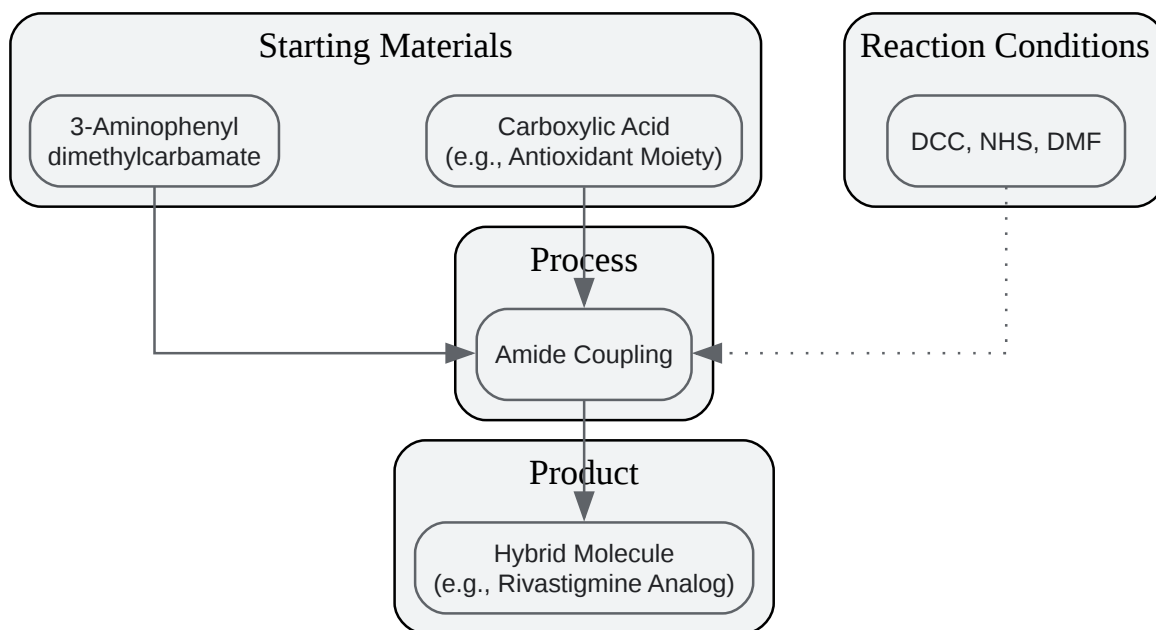 Starting Materials
3-Aminophenyl
dimethylcarbamate
Carboxylic Acid
(e.g., Antioxidant Moiety)
Reaction Conditions
DCC, NHS, DMF
Process
Amide Coupling
Product
Hybrid Molecule
(e.g., Rivastigmine Analog)